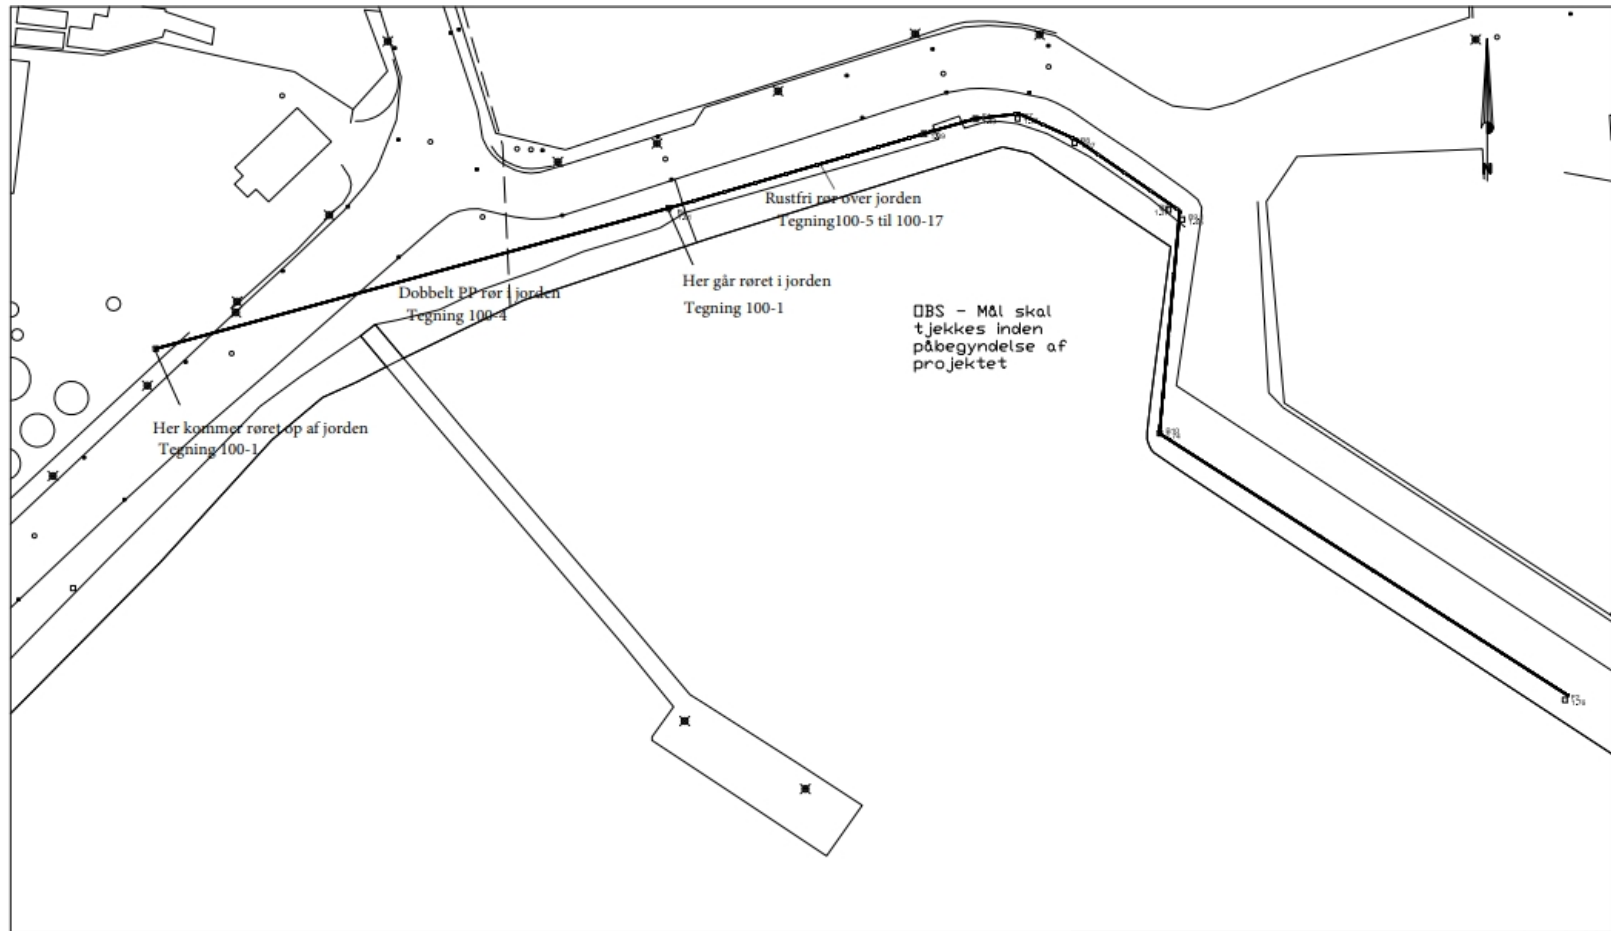 N
Rustfri rør over jorden
Tegning100-5 til 100-17
Her går røret i jorden
Tegning 100-1
Dobbelt PP rør i jorden
Tegning 100-4
OBS - Mål skal
tjekkes inden
påbegyndelse af
projektet
Her kommer røret op af jorden
Tegning 100-1